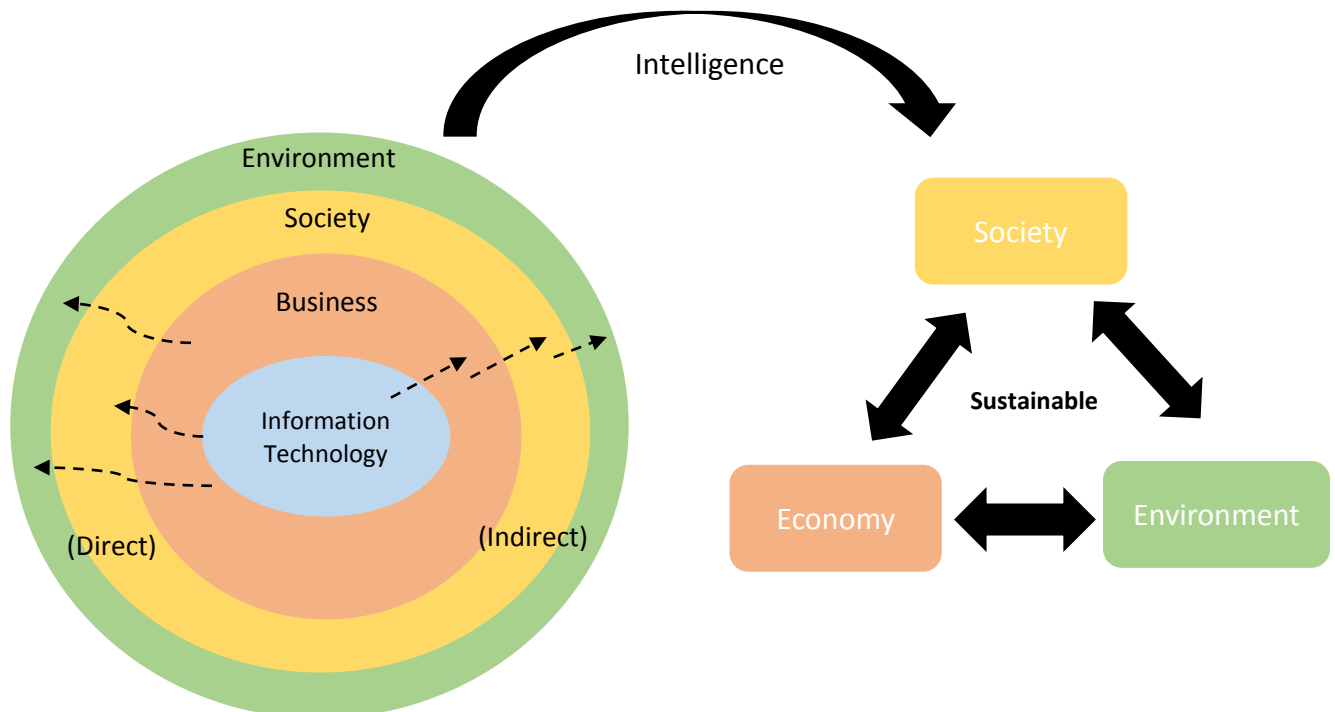 Intelligence
Environment
Society
Business
Information
Technology
(Direct)
(Indirect)
Society
Sustainable
Economy
Environment